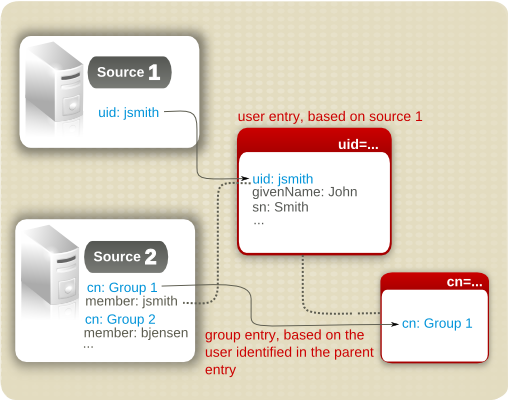 Source 1
uid: jsmith
user entry, based on source 1
uid=...
uid: jsmith
givenName: John
sn: Smith
...
Source 2
cn: Group 1
member: jsmith
cn: Group 2
member: bjensen
...
cn=...
cn: Group 1
group entry, based on the
user identified in the parent
entry